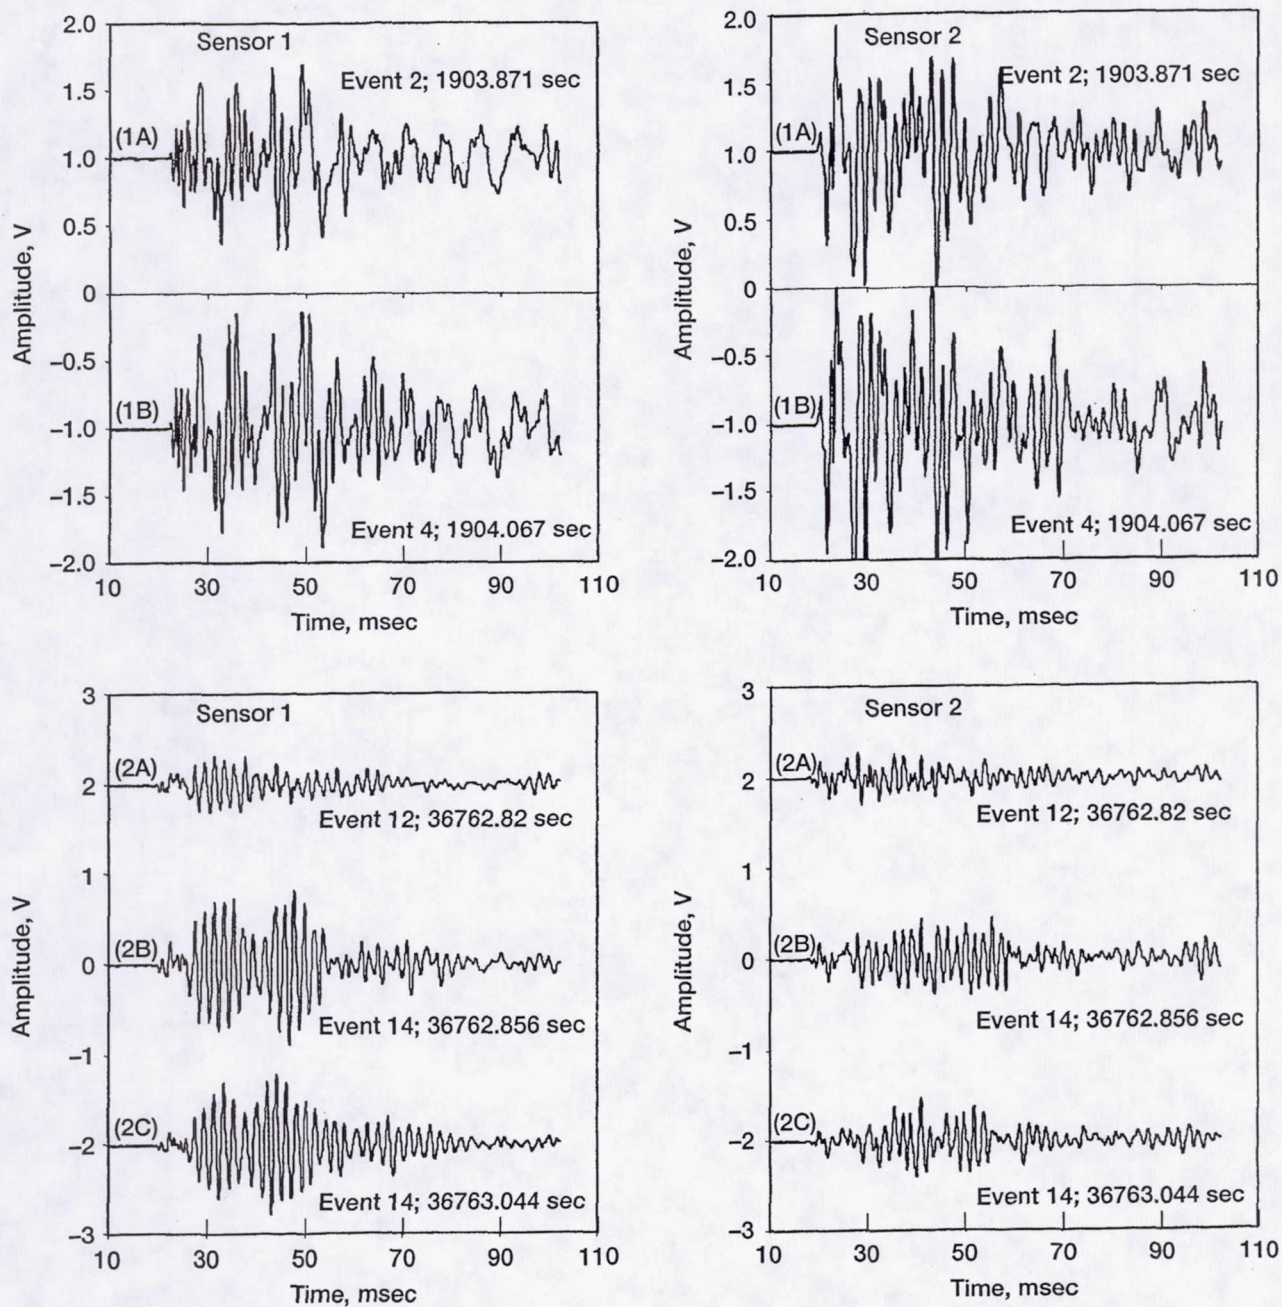 2.0
Sensor 1
Event 2; 1903.871 sec
1.5
(1A)
1.0
0.5
0
Amplitude, V
−0.5
(1B)
−1.0
−1.5
Event 4; 1904.067 sec
−2.0
10 30 50 70 90 110
Time, msec
2.0
Sensor 2
Event 2; 1903.871 sec
1.5
(1A)
1.0
0.5
0
Amplitude, V
−0.5
(1B)
−1.0
−1.5
Event 4; 1904.067 sec
−2.0
10 30 50 70 90 110
Time, msec
3
Sensor 1
(2A)
2
Event 12; 36762.82 sec
1
Amplitude, V
(2B)
0
Event 14; 36762.856 sec
−1
(2C)
−2
Event 14; 36763.044 sec
−3
10 30 50 70 90 110
Time, msec
3
Sensor 2
(2A)
2
Event 12; 36762.82 sec
1
Amplitude, V
(2B)
0
Event 14; 36762.856 sec
−1
(2C)
−2
Event 14; 36763.044 sec
−3
10 30 50 70 90 110
Time, msec